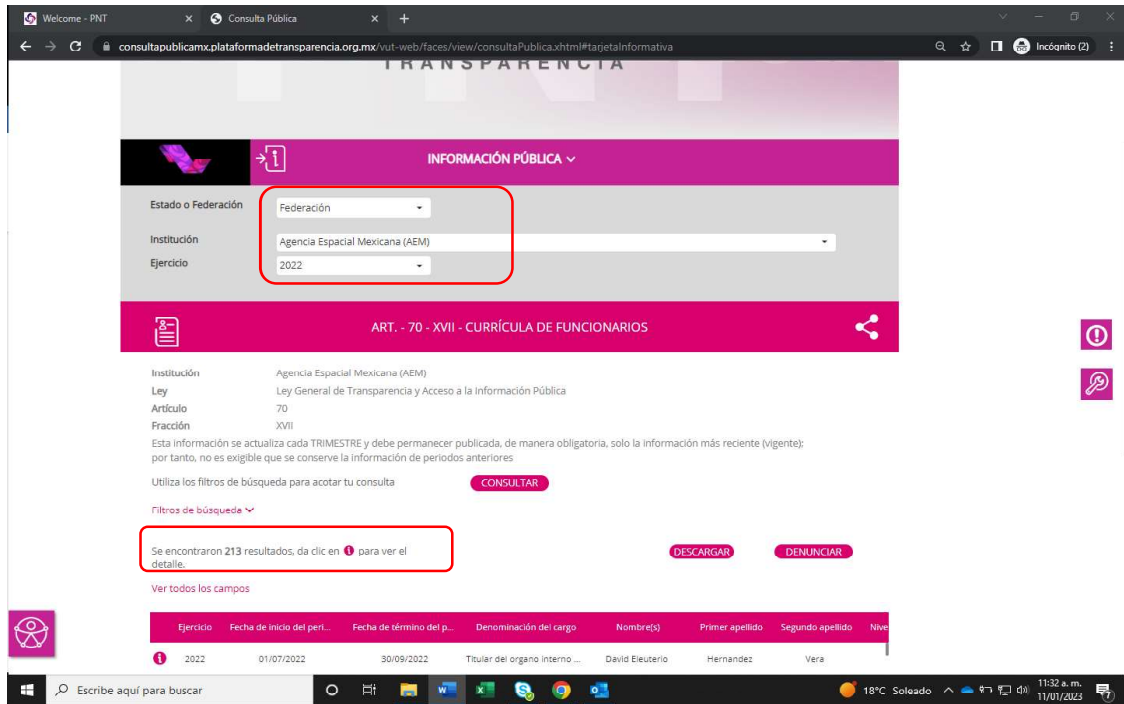 Welcome - PNT
Consulta Pública
consultapublicamx.plataformadetransparencia.org.mx/vut-web/faces/view/consultaPublica.xhtml#tarjetaInformativa
Incógnito (2)
TRANSPARENCIA
INFORMACIÓN PÚBLICA
Estado o Federación
Federación
Institución
Agencia Espacial Mexicana (AEM)
Ejercicio
2022
ART. - 70 - XVII - CURRÍCULA DE FUNCIONARIOS
Institución Agencia Espacial Mexicana (AEM)
Ley Ley General de Transparencia y Acceso a la Información Pública
Artículo 70
Fracción XVII
Esta información se actualiza cada TRIMESTRE y debe permanecer publicada, de manera obligatoria, solo la información más reciente (vigente);
por tanto, no es exigible que se conserve la información de periodos anteriores
Utiliza los filtros de búsqueda para acotar tu consulta CONSULTAR
Filtros de búsqueda
Se encontraron 213 resultados, da clic en i para ver el
detalle.
DESCARGAR DENUNCIAR
Ver todos los campos
Ejercicio Fecha de inicio del peri... Fecha de término del p... Denominación del cargo Nombre(s) Primer apellido Segundo apellido Nive
2022 01/07/2022 30/09/2022 Titular del organo interno ... David Eleuterio Hernandez Vera
Escribe aquí para buscar
18°C Soleado
11:32 a. m.
11/01/2023